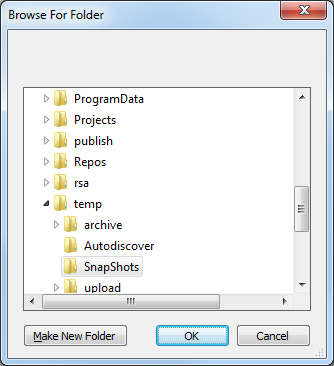 Browse For Folder
ProgramData
Projects
publish
Repos
rsa
temp
archive
Autodiscover
SnapShots
upload
Make New Folder OK Cancel